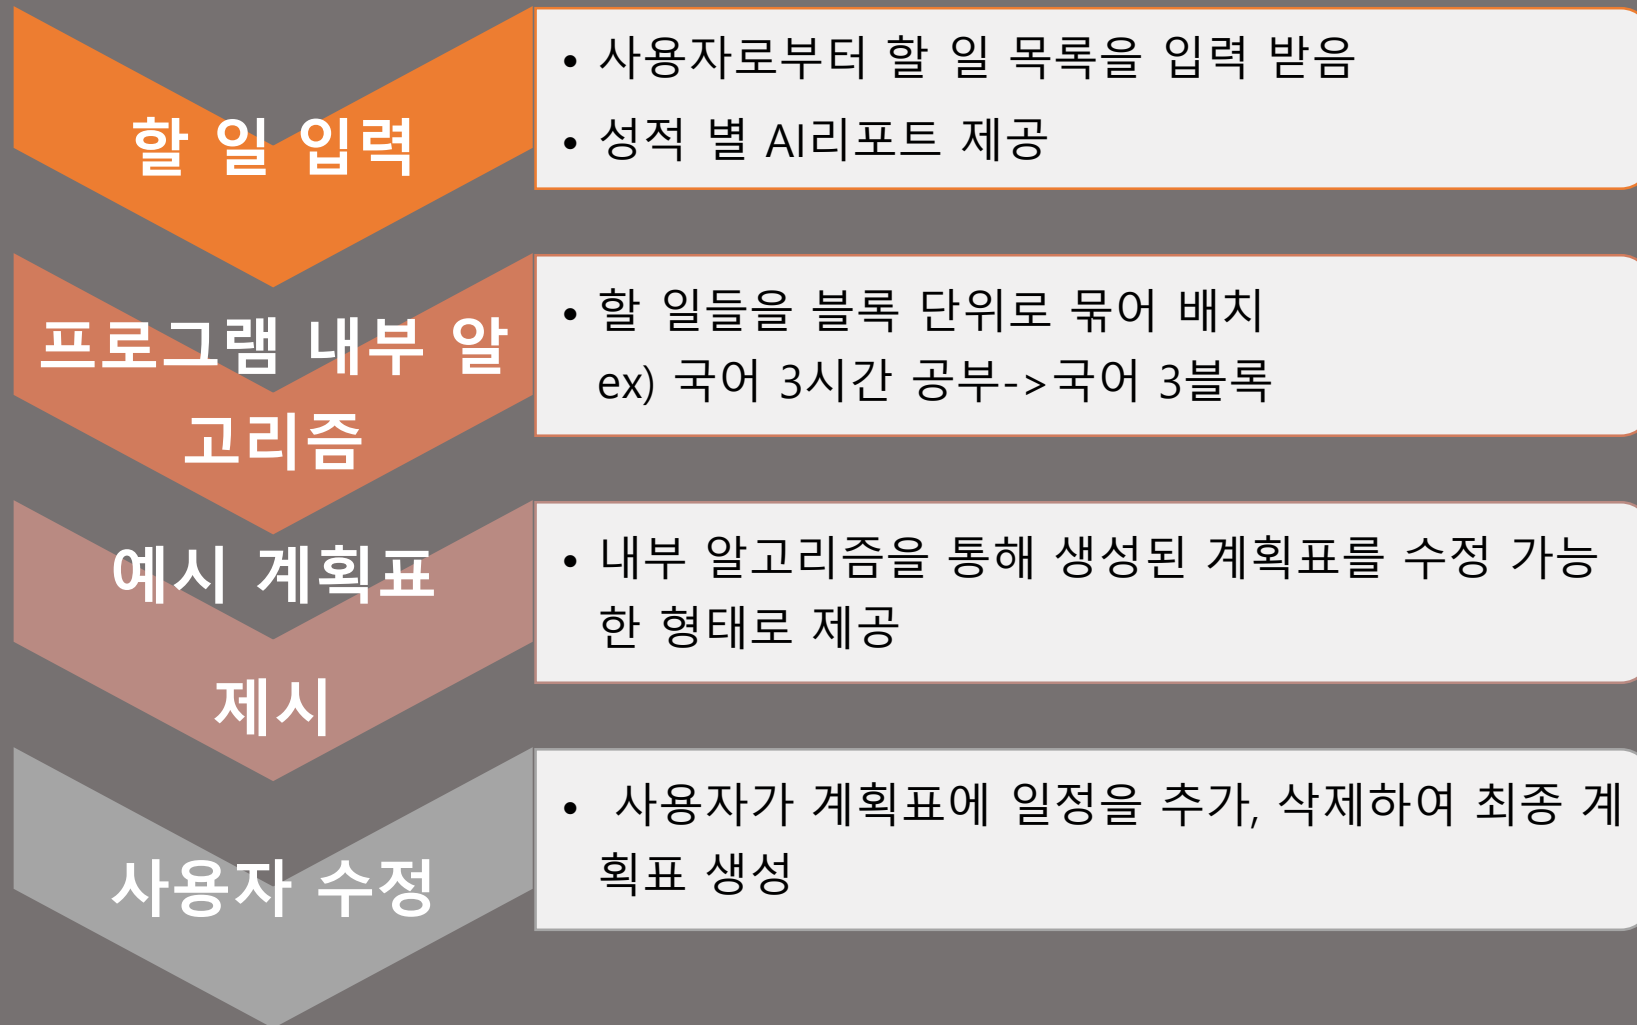 할 일 입력
• 사용자로부터 할 일 목록을 입력 받음
• 성적 별 AI리포트 제공
프로그램 내부 알
고리즘
• 할 일들을 블록 단위로 묶어 배치
ex) 국어 3시간 공부->국어 3블록
예시 계획표
제시
• 내부 알고리즘을 통해 생성된 계획표를 수정 가능
한 형태로 제공
사용자 수정
• 사용자가 계획표에 일정을 추가, 삭제하여 최종 계
획표 생성